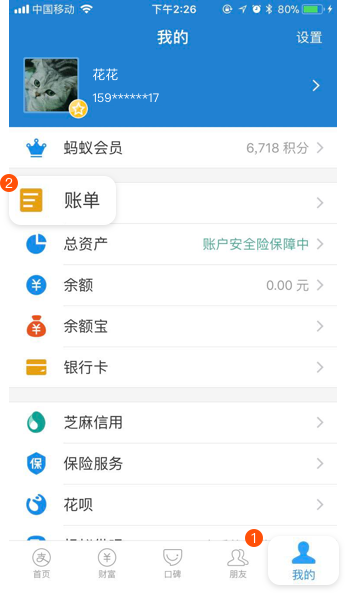 中国移动 下午2:26 80%
我的 设置
花花
159******17
蚂蚁会员 6,718 积分
2
账单
总资产 账户安全险保障中
余额 0.00 元
余额宝
银行卡
芝麻信用
保 保险服务
花呗
1
支
首页 财富 口碑 朋友 我的